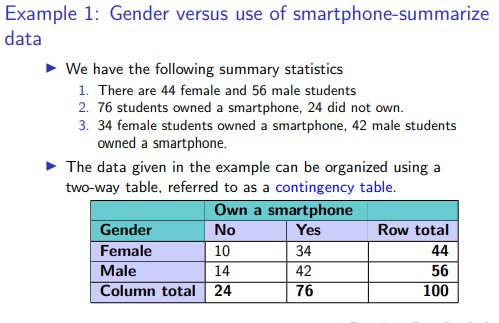 Example 1: Gender versus use of smartphone-summarize
data
We have the following summary statistics
1. There are 44 female and 56 male students
2. 76 students owned a smartphone, 24 did not own.
3. 34 female students owned a smartphone, 42 male students
owned a smartphone.
The data given in the example can be organized using a
two-way table, referred to as a contingency table.
Own a smartphone
Gender No Yes Row total
Female 10 34 44
Male 14 42 56
Column total 24 76 100